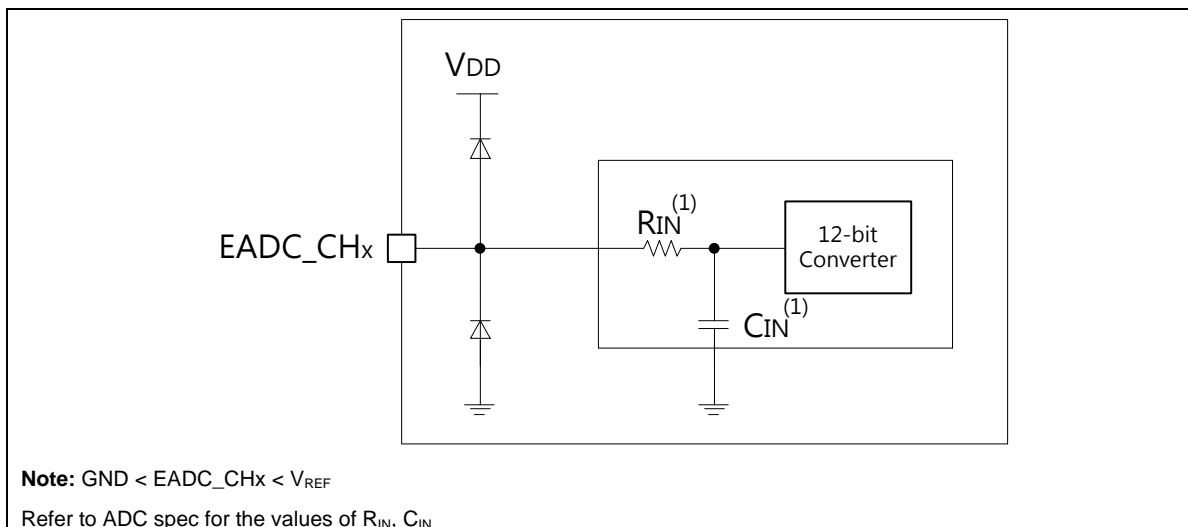 VDD
EADC_CHx
RIN(1)
12-bit
Converter
CIN(1)
Note: GND < EADC_CHx < VREF
Refer to ADC spec for the values of RIN, CIN